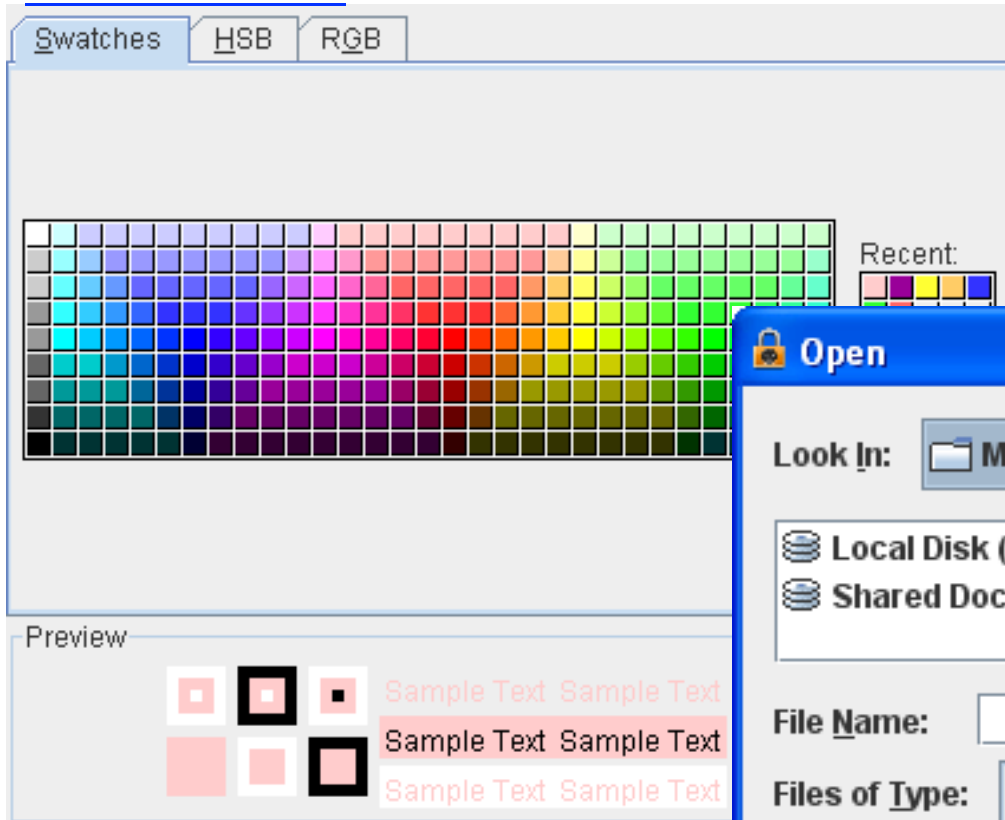 Swatches HSB RGB
Recent:
Open
Look In: M
Local Disk (
Shared Doc
Preview
Sample Text Sample Text
Sample Text Sample Text
Sample Text Sample Text
File Name:
Files of Type: